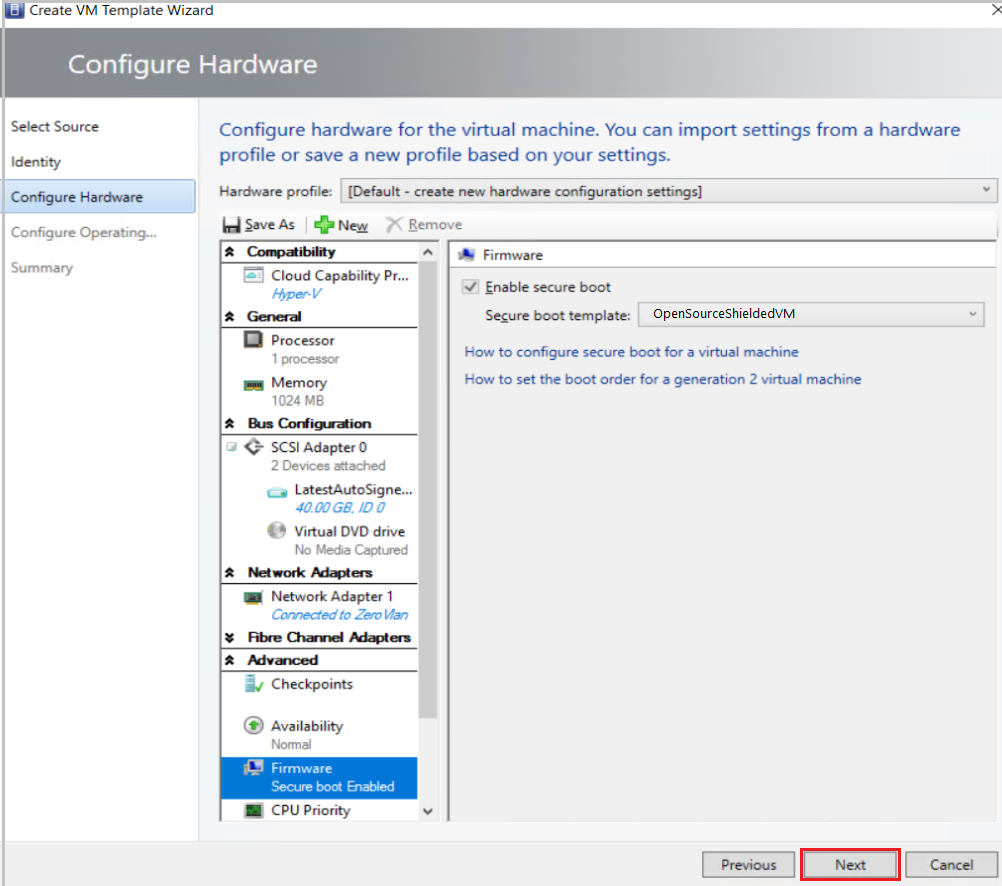 Create VM Template Wizard
Configure Hardware
Select Source
Identity
Configure Hardware
Configure Operating...
Summary
Configure hardware for the virtual machine. You can import settings from a hardware
profile or save a new profile based on your settings.
Hardware profile: [Default - create new hardware configuration settings]
Save As New Remove
Compatibility
Cloud Capability Pr...
Hyper-V
General
Processor
1 processor
Memory
1024 MB
Bus Configuration
SCSI Adapter 0
2 Devices attached
LatestAutoSigne...
40.00 GB, ID 0
Virtual DVD drive
No Media Captured
Network Adapters
Network Adapter 1
Connected to ZeroVlan
Fibre Channel Adapters
Advanced
Checkpoints
Availability
Normal
Firmware
Secure boot Enabled
CPU Priority
Firmware
Enable secure boot
Secure boot template: OpenSourceShieldedVM
How to configure secure boot for a virtual machine
How to set the boot order for a generation 2 virtual machine
Previous Next Cancel